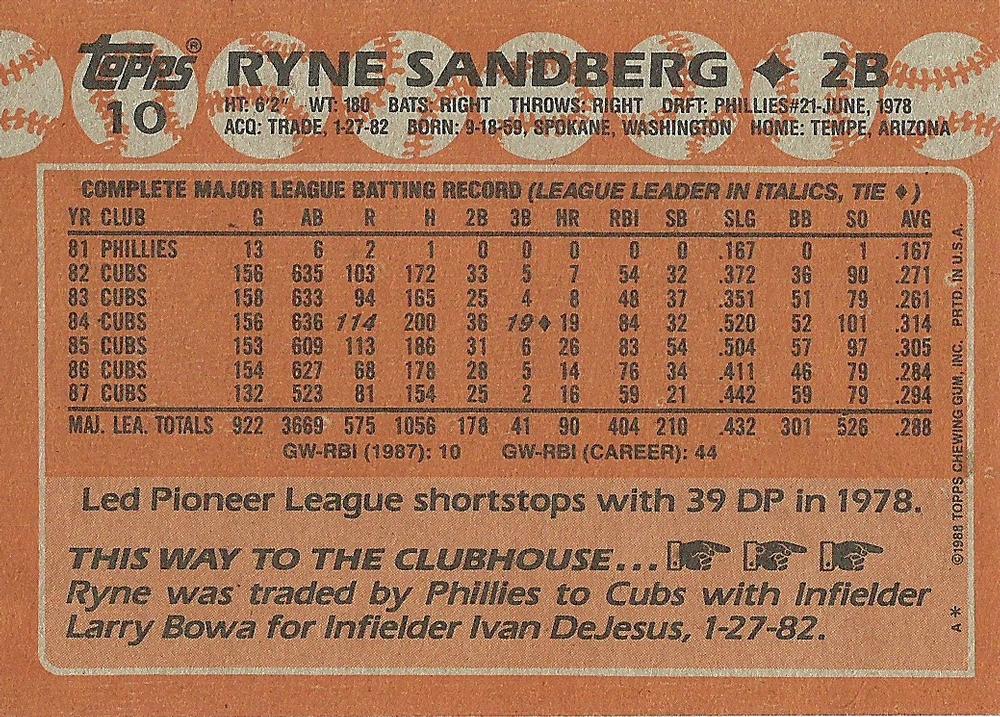 topps® RYNE SANDBERG ✦ 2B
10
HT: 6'2" WT: 180 BATS: RIGHT THROWS: RIGHT DRFT: PHILLIES#21-JUNE, 1978
ACQ: TRADE, 1-27-82 BORN: 9-18-59, SPOKANE, WASHINGTON HOME: TEMPE, ARIZONA
COMPLETE MAJOR LEAGUE BATTING RECORD (LEAGUE LEADER IN ITALICS, TIE ♦)
YR CLUB G AB R H 2B 3B HR RBI SB SLG BB SO AVG
81 PHILLIES 13 6 2 1 0 0 0 0 0 .167 0 1 .167
82 CUBS 156 635 103 172 33 5 7 54 32 .372 36 90 .271
83 CUBS 158 633 94 165 25 4 8 48 37 .351 51 79 .261
84 CUBS 156 636 114 200 36 19♦ 19 84 32 .520 52 101 .314
85 CUBS 153 609 113 186 31 6 26 83 54 .504 57 97 .305
86 CUBS 154 627 68 178 28 5 14 76 34 .411 46 79 .284
87 CUBS 132 523 81 154 25 2 16 59 21 .442 59 79 .294
MAJ. LEA. TOTALS 922 3669 575 1056 178 41 90 404 210 .432 301 526 .288
GW-RBI (1987): 10 GW-RBI (CAREER): 44
Led Pioneer League shortstops with 39 DP in 1978.
THIS WAY TO THE CLUBHOUSE...
Ryne was traded by Phillies to Cubs with Infielder
Larry Bowa for Infielder Ivan DeJesus, 1-27-82.
A* ©1988 TOPPS CHEWING GUM, INC. PRTD. IN U.S.A.